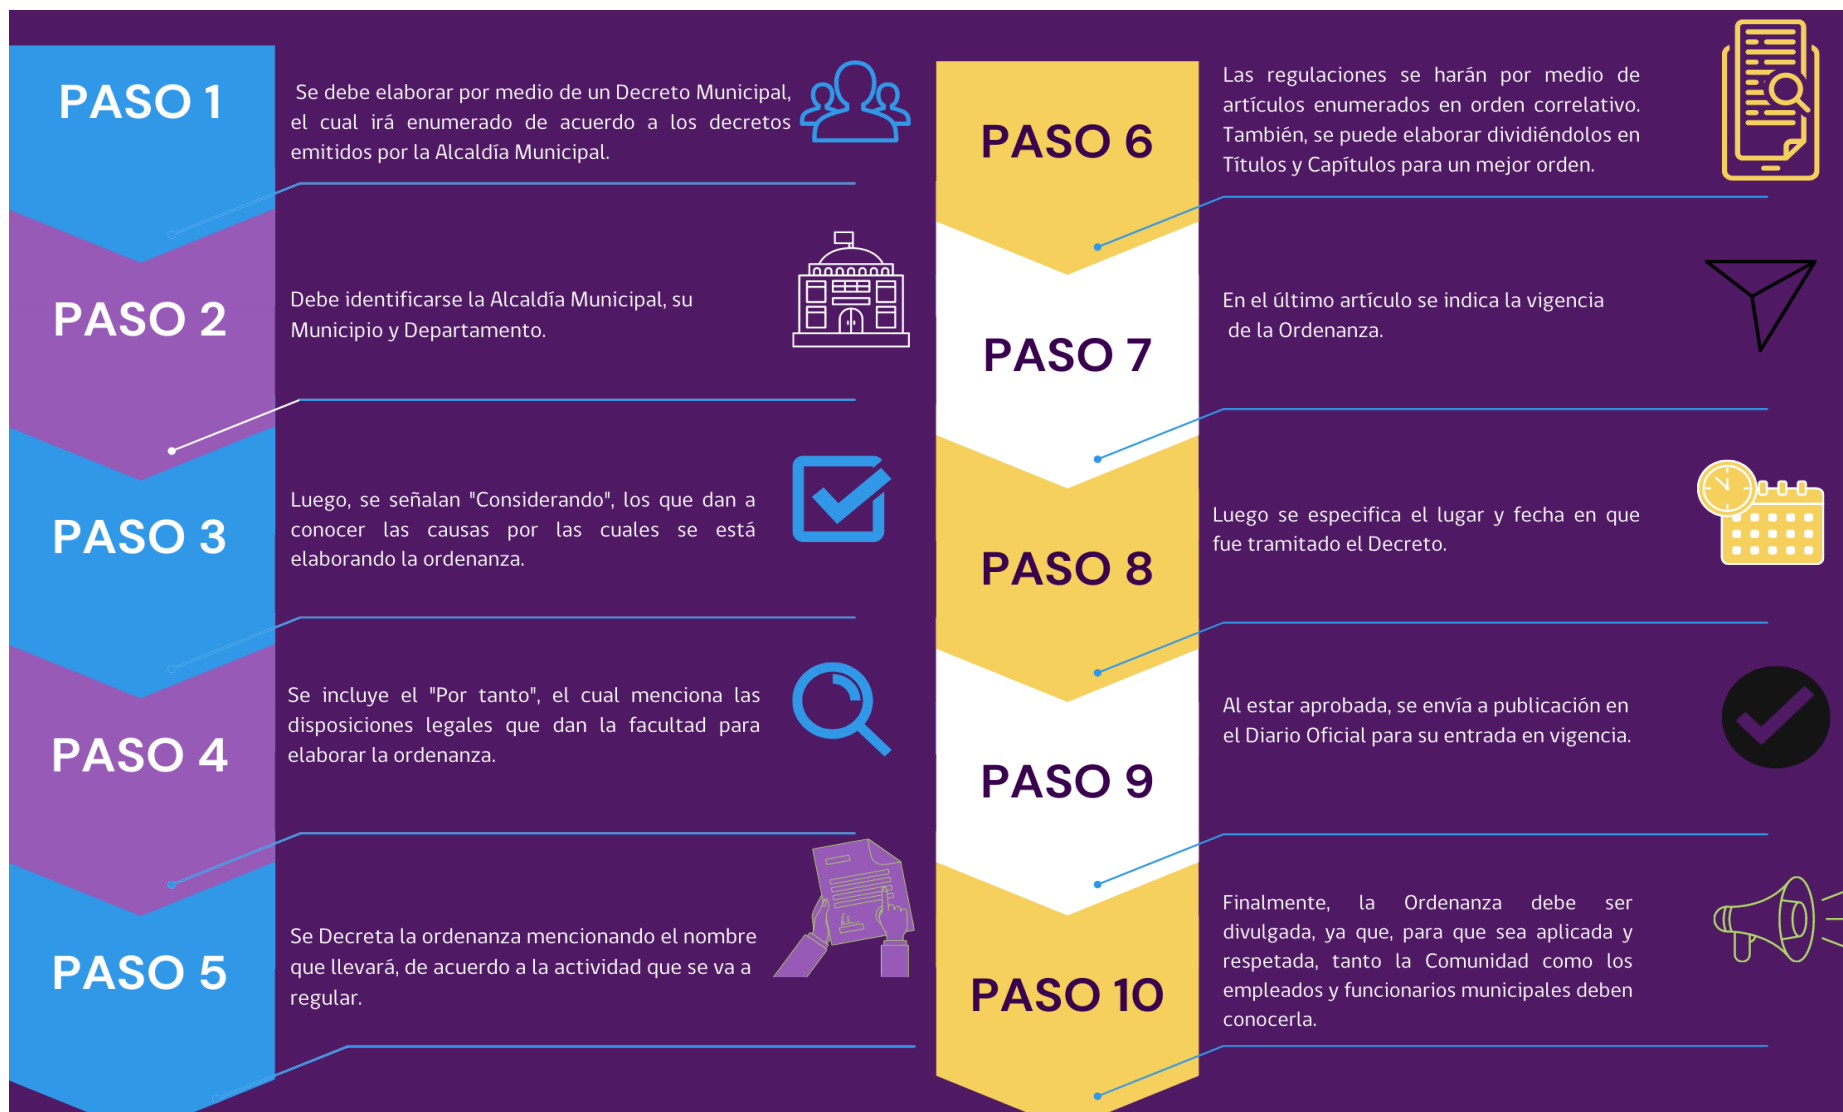 PASO 1
Se debe elaborar por medio de un Decreto Municipal,
el cual irá enumerado de acuerdo a los decretos
emitidos por la Alcaldía Municipal.
PASO 2
Debe identificarse la Alcaldía Municipal, su
Municipio y Departamento.
PASO 3
Luego, se señalan "Considerando", los que dan a
conocer las causas por las cuales se está
elaborando la ordenanza.
PASO 4
Se incluye el "Por tanto", el cual menciona las
disposiciones legales que dan la facultad para
elaborar la ordenanza.
PASO 5
Se Decreta la ordenanza mencionando el nombre
que llevará, de acuerdo a la actividad que se va a
regular.
PASO 6
Las regulaciones se harán por medio de
artículos enumerados en orden correlativo.
También, se puede elaborar dividiéndolos en
Títulos y Capítulos para un mejor orden.
PASO 7
En el último artículo se indica la vigencia
de la Ordenanza.
PASO 8
Luego se especifica el lugar y fecha en que
fue tramitado el Decreto.
PASO 9
Al estar aprobada, se envía a publicación en
el Diario Oficial para su entrada en vigencia.
PASO 10
Finalmente, la Ordenanza debe ser
divulgada, ya que, para que sea aplicada y
respetada, tanto la Comunidad como los
empleados y funcionarios municipales deben
conocerla.